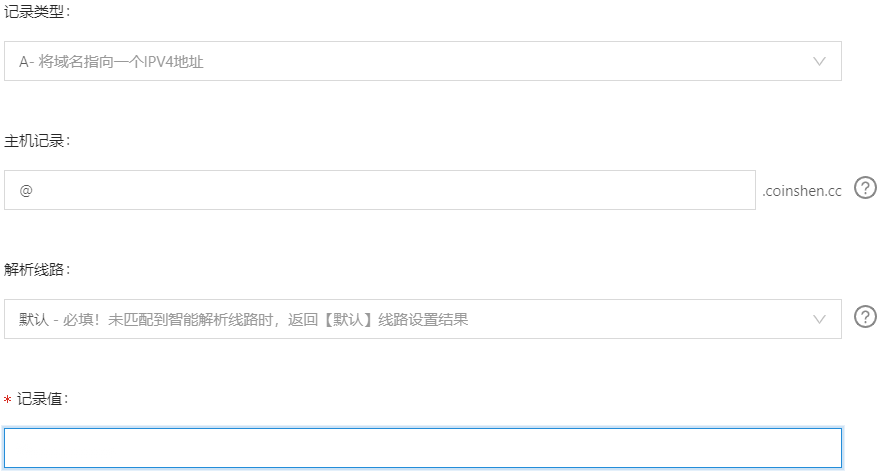 记录类型：
A- 将域名指向一个IPV4地址
主机记录：
@ .coinshen.cc ?
解析线路：
默认 - 必填！未匹配到智能解析线路时，返回【默认】线路设置结果 ?
* 记录值：